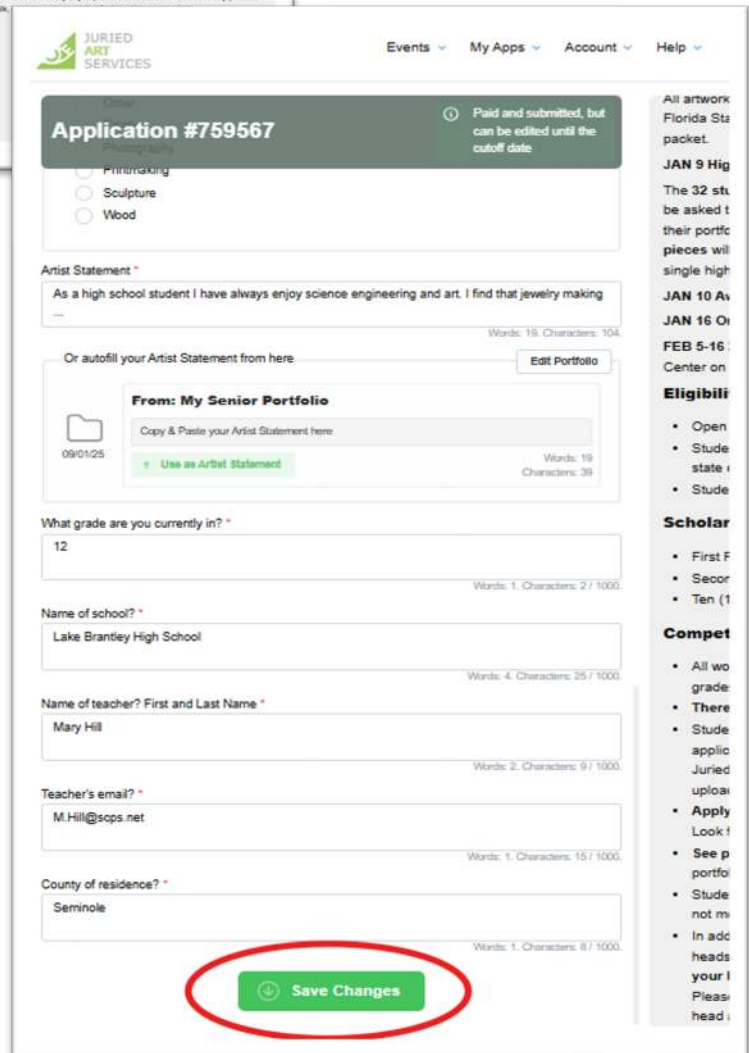 JURIED
ART
SERVICES
Events My Apps Account Help
Application #759567
Paid and submitted, but
can be edited until the
cutoff date
Printmaking
Sculpture
Wood
Artist Statement *
As a high school student I have always enjoy science engineering and art. I find that jewelry making
...
Words: 19. Characters: 104.
Or autofill your Artist Statement from here
Edit Portfolio
From: My Senior Portfolio
Copy & Paste your Artist Statement here
09/01/25
Use as Artist Statement
Words: 19
Characters: 39
What grade are you currently in? *
12
Words: 1. Characters: 2 / 1000.
Name of school? *
Lake Brantley High School
Words: 4. Characters: 25 / 1000.
Name of teacher? First and Last Name *
Mary Hill
Words: 2. Characters: 9 / 1000.
Teacher's email? *
M.Hill@scps.net
Words: 1. Characters: 15 / 1000.
County of residence? *
Seminole
Words: 1. Characters: 8 / 1000.
Save Changes
All artwork
Florida Sta
packet.
JAN 9 Hig
The 32 stu
be asked t
their portfo
pieces will
single high
JAN 10 Aw
JAN 16 On
FEB 5-16
Center on
Eligibili
• Open
• Stude
state
• Stude
Scholar
• First F
• Secon
• Ten (1
Compet
• All wo
grade
• There
• Stude
applic
Juried
upload
• Apply
Look f
• See p
portfol
• Stude
not m
• In add
heads
your
Pleas
head